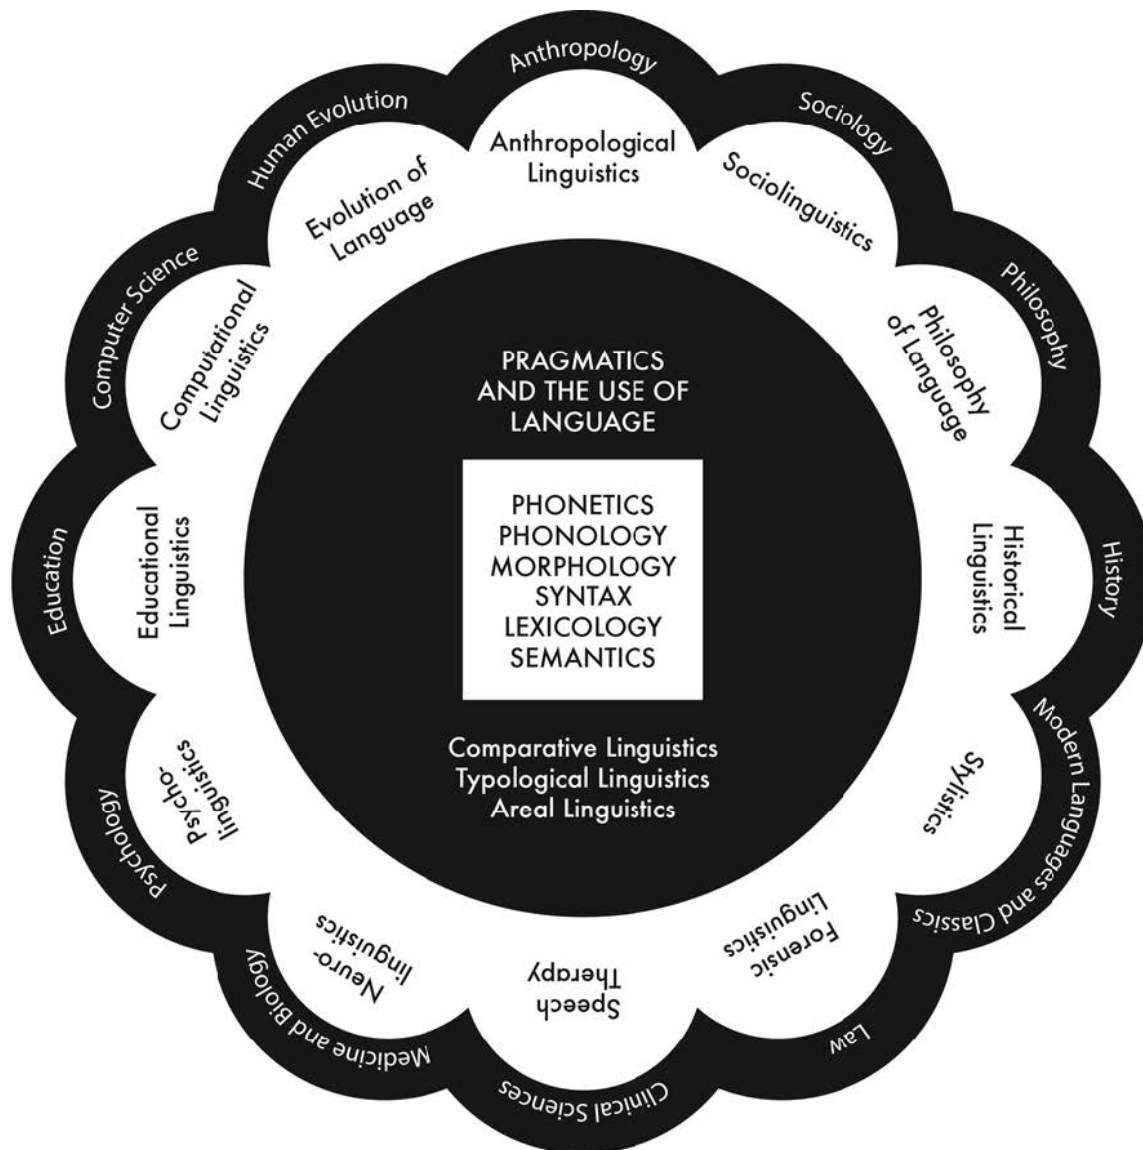 Anthropology
Anthropological
Linguistics
Sociology
Sociolinguistics
Philosophy
Philosophy
of Language
History
Historical
Linguistics
Modern Languages and Classics
Stylistics
Law
Forensic
Linguistics
Clinical Sciences
Speech
Therapy
Medicine and Biology
Neuro-
linguistics
Psychology
Psycho-
linguistics
Education
Educational
Linguistics
Computer Science
Computational
Linguistics
Human Evolution
Evolution of
Language
PRAGMATICS
AND THE USE OF
LANGUAGE
PHONETICS
PHONOLOGY
MORPHOLOGY
SYNTAX
LEXICOLOGY
SEMANTICS
Comparative Linguistics
Typological Linguistics
Areal Linguistics